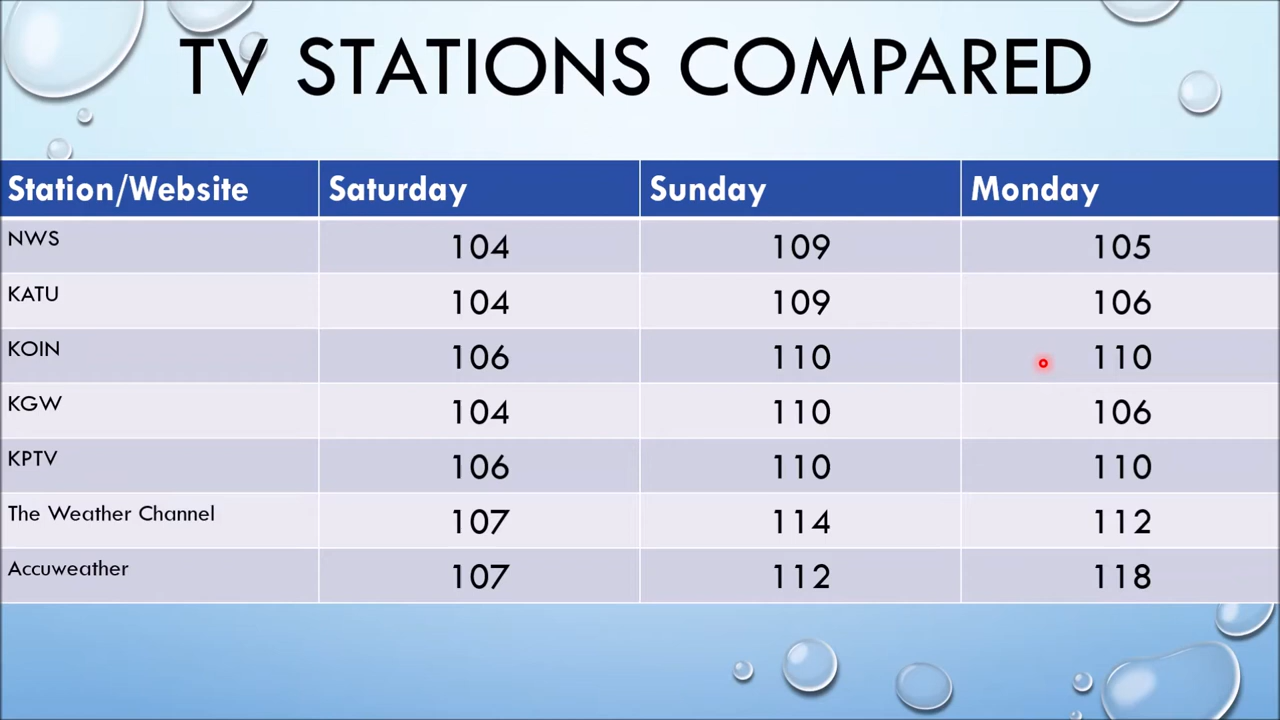 TV STATIONS COMPARED
Station/Website Saturday Sunday Monday
NWS 104 109 105
KATU 104 109 106
KOIN 106 110 110
KGW 104 110 106
KPTV 106 110 110
The Weather Channel 107 114 112
Accuweather 107 112 118